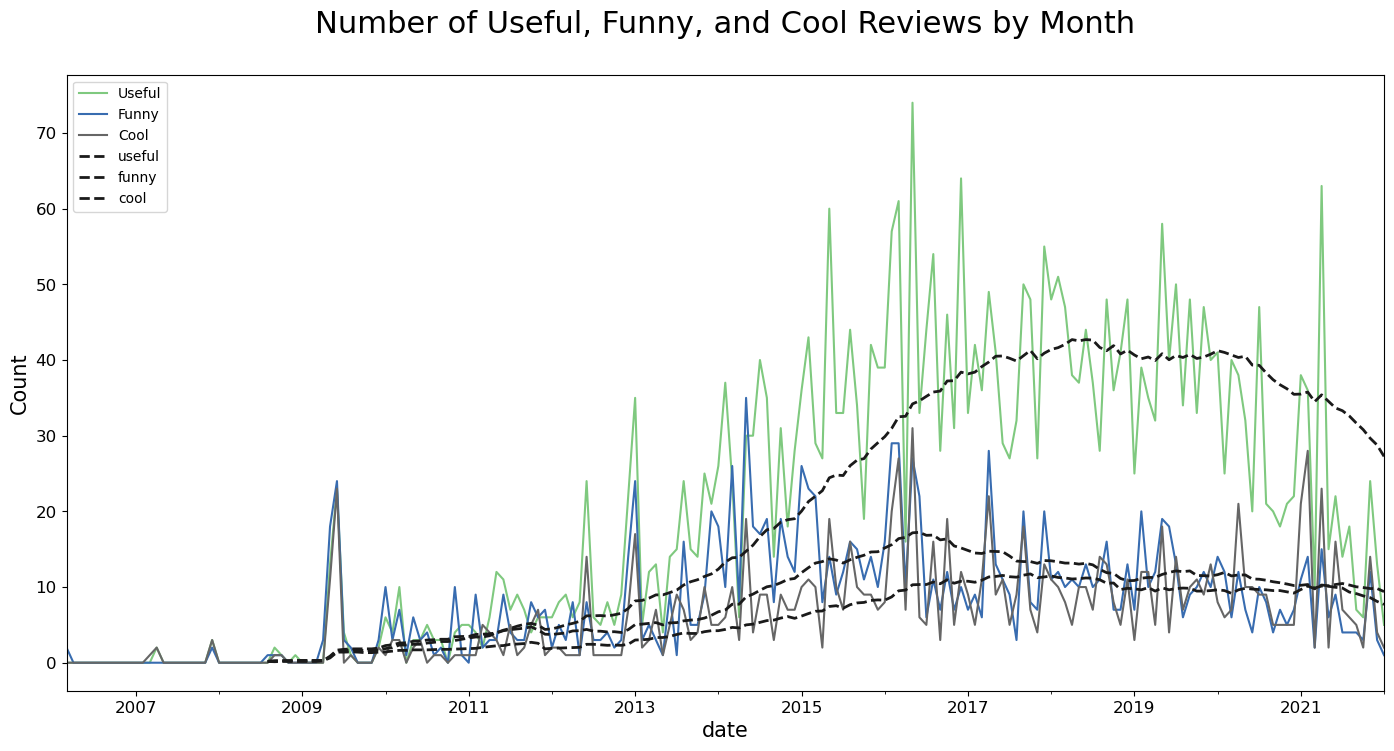 Number of Useful, Funny, and Cool Reviews by Month
Useful
Funny
Cool
useful
funny
cool
70
60
50
40
30
20
10
0
Count
2007
2009
2011
2013
2015
2017
2019
2021
date